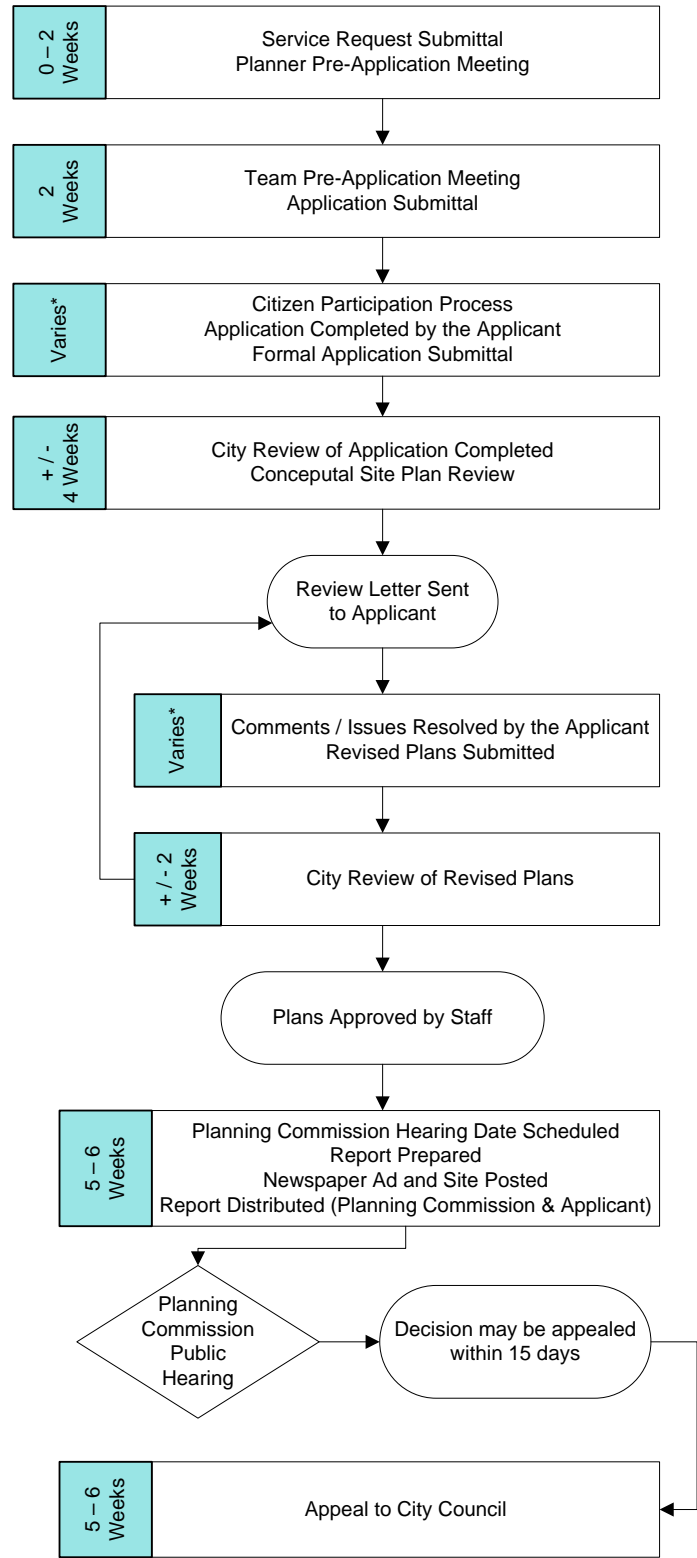 0 – 2
Weeks
Service Request Submittal
Planner Pre-Application Meeting
2
Weeks
Team Pre-Application Meeting
Application Submittal
Varies*
Citizen Participation Process
Application Completed by the Applicant
Formal Application Submittal
+ / -
4 Weeks
City Review of Application Completed
Conceputal Site Plan Review
Review Letter Sent
to Applicant
Varies*
Comments / Issues Resolved by the Applicant
Revised Plans Submitted
+ / - 2
Weeks
City Review of Revised Plans
Plans Approved by Staff
5 – 6
Weeks
Planning Commission Hearing Date Scheduled
Report Prepared
Newspaper Ad and Site Posted
Report Distributed (Planning Commission & Applicant)
Planning
Commission
Public
Hearing
Decision may be appealed
within 15 days
5 – 6
Weeks
Appeal to City Council